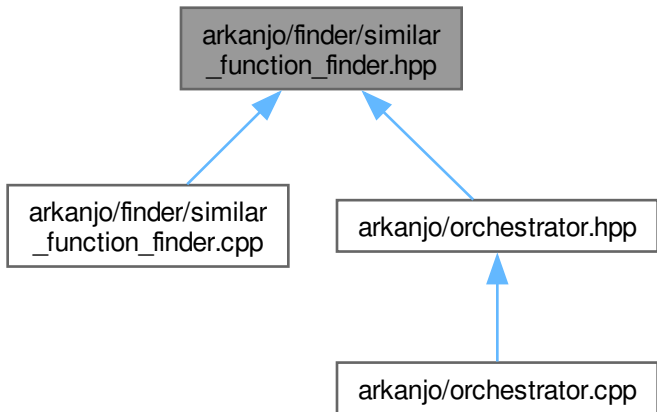 arkanjo/finder/similar
_function_finder.hpp
arkanjo/finder/similar
_function_finder.cpp
arkanjo/orchestrator.hpp
arkanjo/orchestrator.cpp